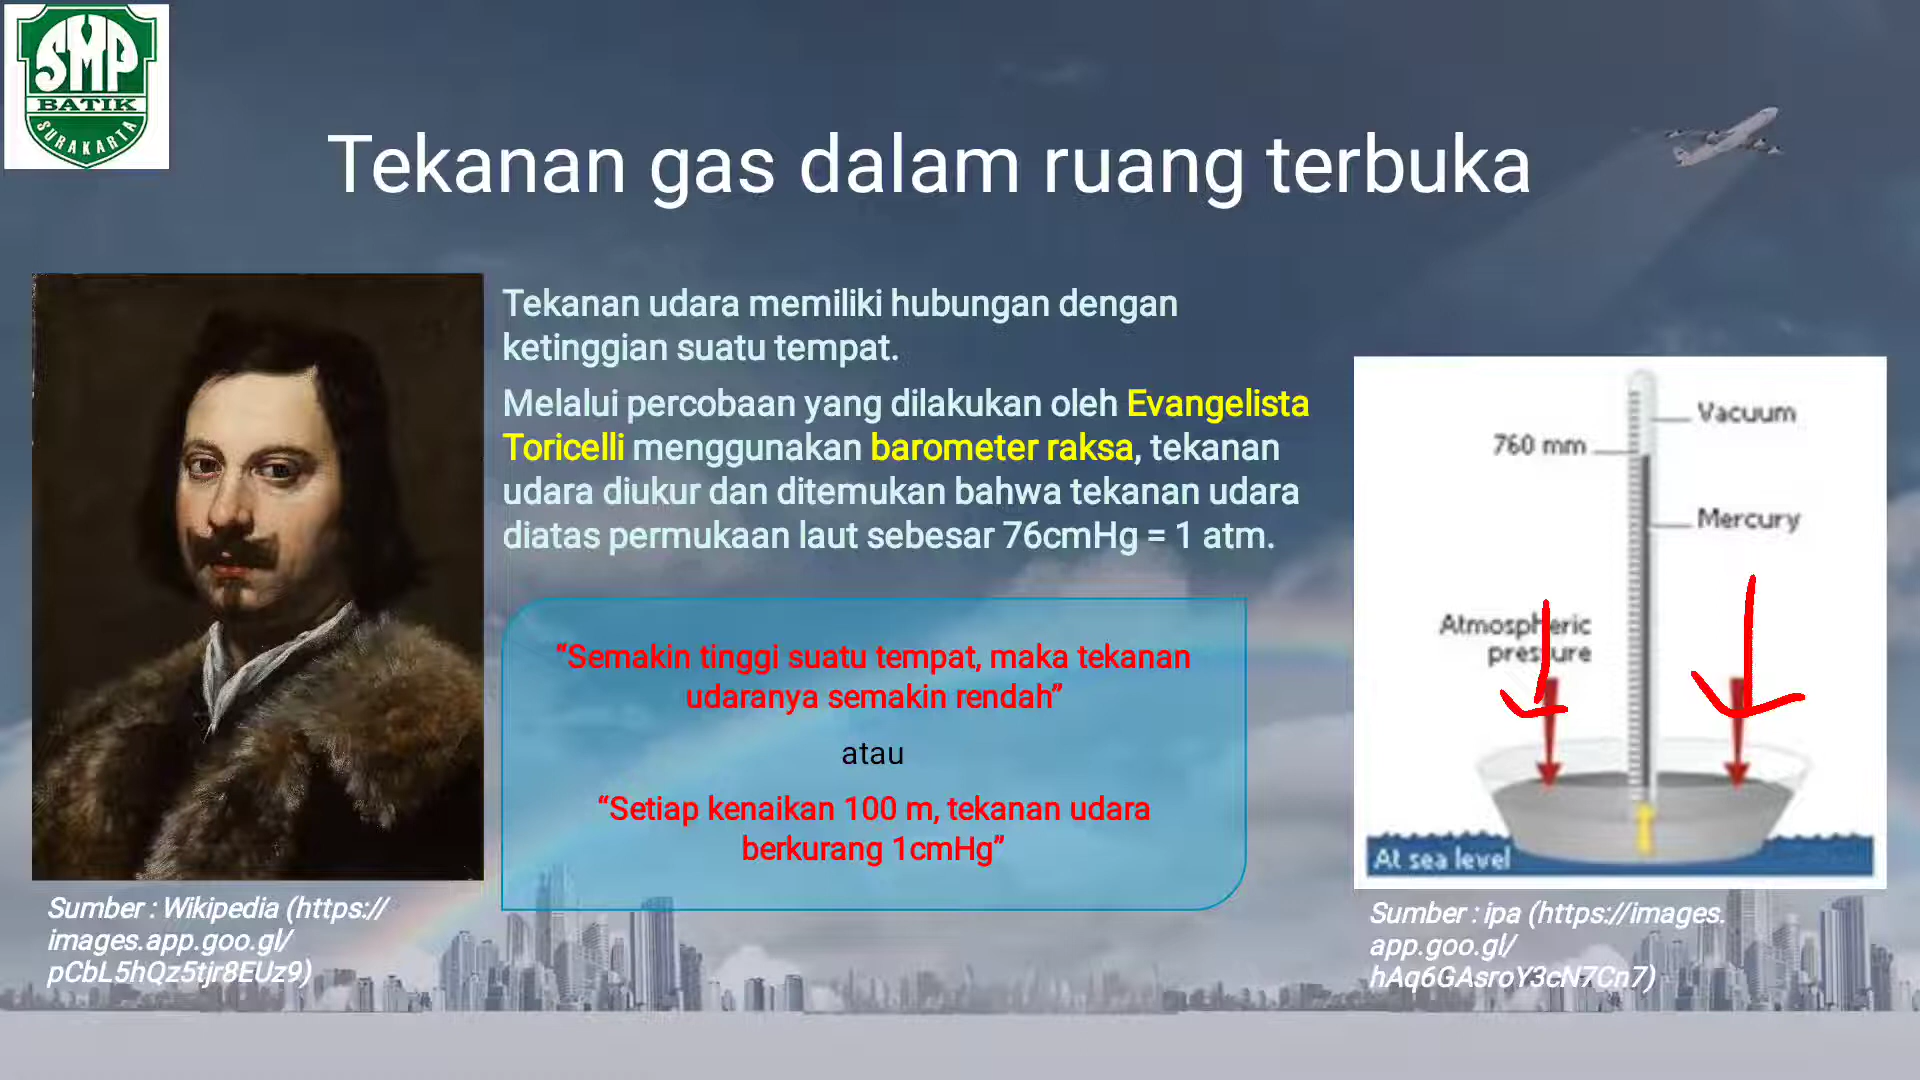 SMP
BATIK
SURAKARTA
Tekanan gas dalam ruang terbuka
Tekanan udara memiliki hubungan dengan
ketinggian suatu tempat.
Melalui percobaan yang dilakukan oleh Evangelista
Toricelli menggunakan barometer raksa, tekanan
udara diukur dan ditemukan bahwa tekanan udara
diatas permukaan laut sebesar 76cmHg = 1 atm.
“Semakin tinggi suatu tempat, maka tekanan
udaranya semakin rendah”
atau
“Setiap kenaikan 100 m, tekanan udara
berkurang 1cmHg”
Vacuum
760 mm
Mercury
Atmospheric
pressure
At sea level
Sumber : Wikipedia (https://
images.app.goo.gl/
pCbL5hQz5tjr8EUz9)
Sumber : ipa (https://images.
app.goo.gl/
hAq6GAsroY3cN7Cn7)